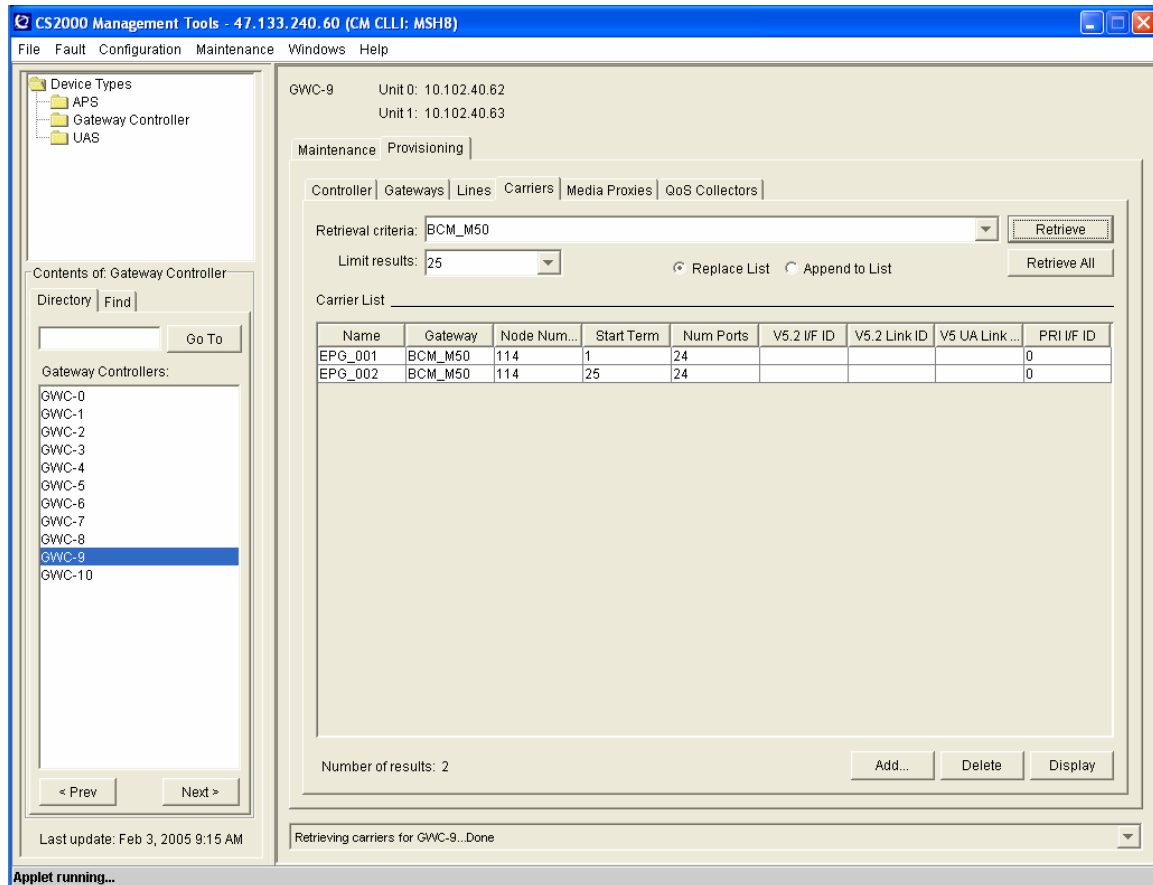 CS2000 Management Tools - 47.133.240.60 (CM CLLI: MSH8)
File Fault Configuration Maintenance Windows Help
Device Types
APS
Gateway Controller
UAS
Contents of: Gateway Controller
Directory Find
Go To
Gateway Controllers:
GWC-0
GWC-1
GWC-2
GWC-3
GWC-4
GWC-5
GWC-6
GWC-7
GWC-8
GWC-9
GWC-10
< Prev Next >
Last update: Feb 3, 2005 9:15 AM
GWC-9 Unit 0: 10.102.40.62
Unit 1: 10.102.40.63
Maintenance Provisioning
Controller Gateways Lines Carriers Media Proxies QoS Collectors
Retrieval criteria: BCM_M50 Retrieve
Limit results: 25 Replace List Append to List Retrieve All
Carrier List
Name Gateway Node Num... Start Term Num Ports V5.2 I/F ID V5.2 Link ID V5 UA Link ... PRI I/F ID
EPG_001 BCM_M50 114 1 24 0
EPG_002 BCM_M50 114 25 24 0
Number of results: 2 Add... Delete Display
Retrieving carriers for GWC-9...Done
Applet running...